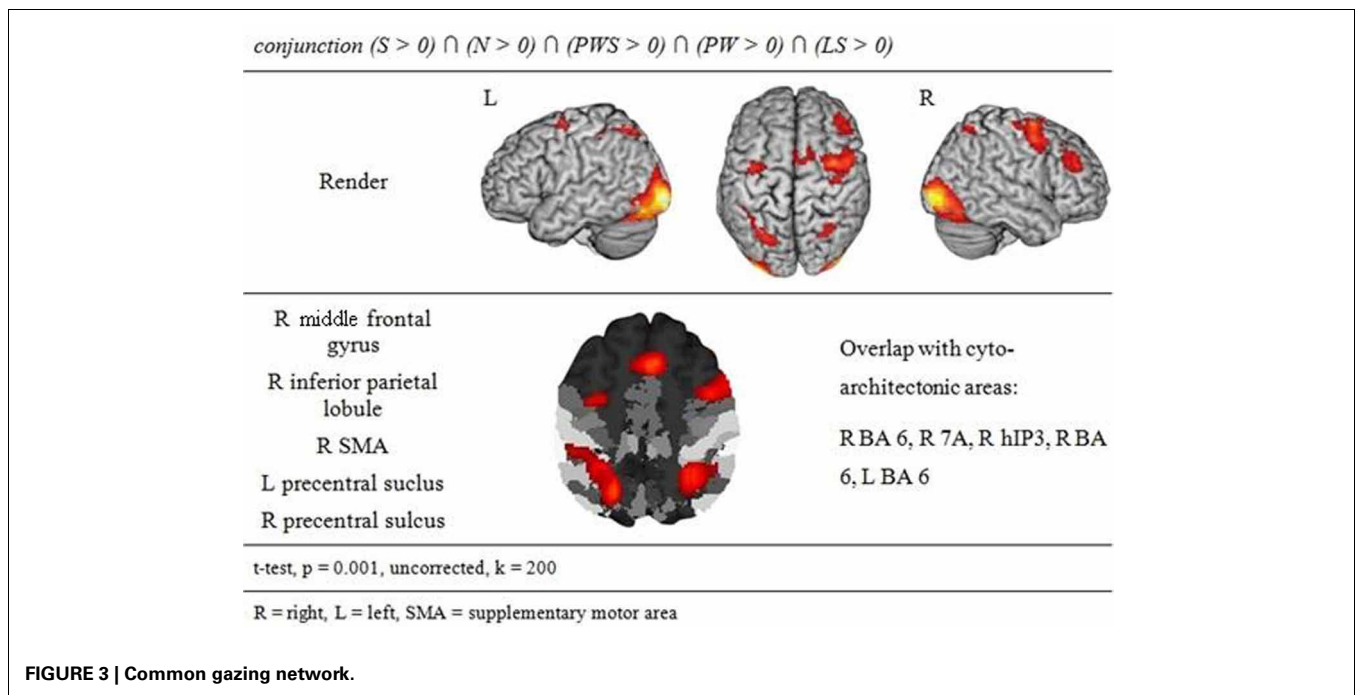 conjunction (S > 0) ∩ (N > 0) ∩ (PWS > 0) ∩ (PW > 0) ∩ (LS > 0)
L
R
Render
R middle frontal
gyrus
R inferior parietal
lobule
R SMA
L precentral suclus
R precentral sulcus
Overlap with cyto-
architectonic areas:
R BA 6, R 7A, R hIP3, R BA
6, L BA 6
t-test, p = 0.001, uncorrected, k = 200
R = right, L = left, SMA = supplementary motor area
FIGURE 3 | Common gazing network.